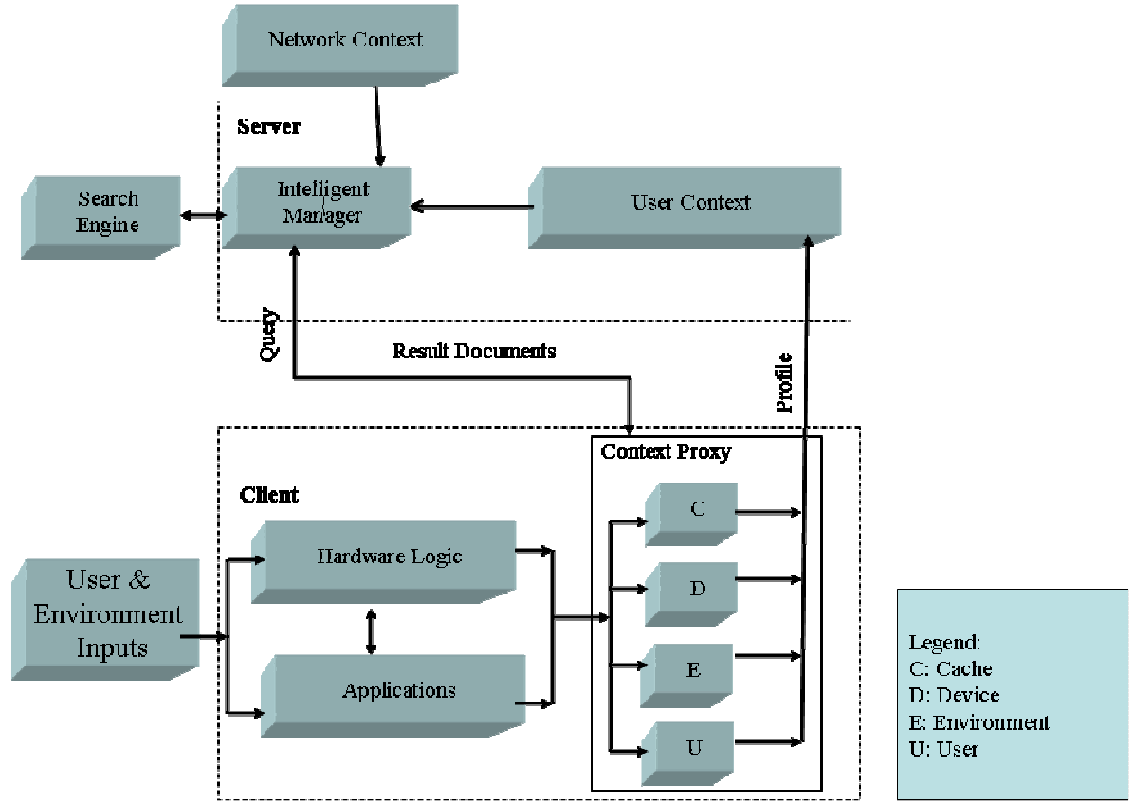 Network Context
Server
Search
Engine
Intelligent
Manager
User Context
Query
Result Documents
Profile
Context Proxy
Client
C
Hardware Logic
User &
Environment
Inputs
D
E
Applications
U
Legend:
C: Cache
D: Device
E: Environment
U: User